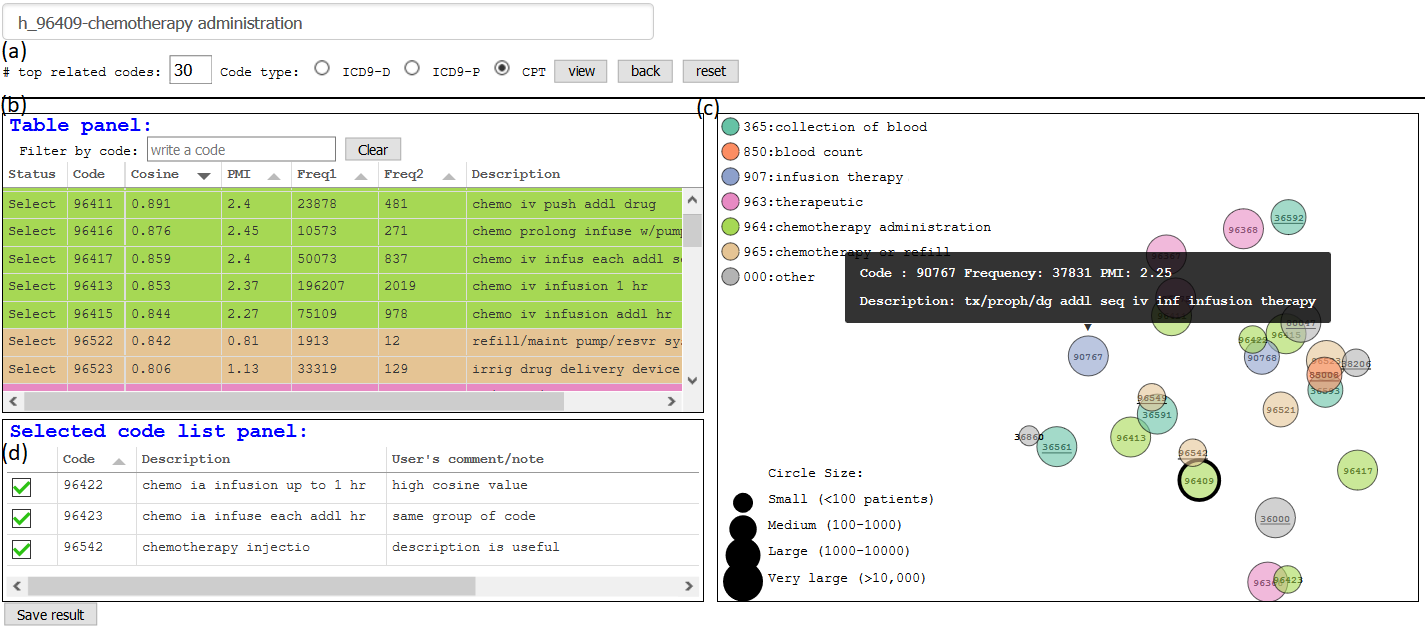 h_96409-chemotherapy administration
(a)
# top related codes: 30 Code type: ICD9-D ICD9-P CPT view back reset
(b)
Table panel:
Filter by code: write a code Clear
Status Code Cosine PMI Freq1 Freq2 Description
Select 96411 0.891 2.4 23878 481 chemo iv push addl drug
Select 96416 0.876 2.45 10573 271 chemo prolong infuse w/pump
Select 96417 0.859 2.4 50073 837 chemo iv infus each addl s
Select 96413 0.853 2.37 196207 2019 chemo iv infusion 1 hr
Select 96415 0.844 2.27 75109 978 chemo iv infusion addl hr
Select 96522 0.842 0.81 1913 12 refill/maint pump/resvr sy
Select 96523 0.806 1.13 33319 129 irrig drug delivery device
(c)
365:collection of blood
850:blood count
907:infusion therapy
963:therapeutic
964:chemotherapy administration
965:chemotherapy or refill
000:other
36592
96368
96367
Code : 90767 Frequency: 37831 PMI: 2.25
Description: tx/proph/dg addl seq iv inf infusion therapy
96422
96415
90767
90768
96523
38206
36593
96549
36591
96521
96413
36860
36561
96542
96409
96417
36000
96423
Circle Size:
Small (<100 patients)
Medium (100-1000)
Large (1000-10000)
Very large (>10,000)
Selected code list panel:
(d)
Code Description User's comment/note
96422 chemo ia infusion up to 1 hr high cosine value
96423 chemo ia infuse each addl hr same group of code
96542 chemotherapy injectio description is useful
Save result